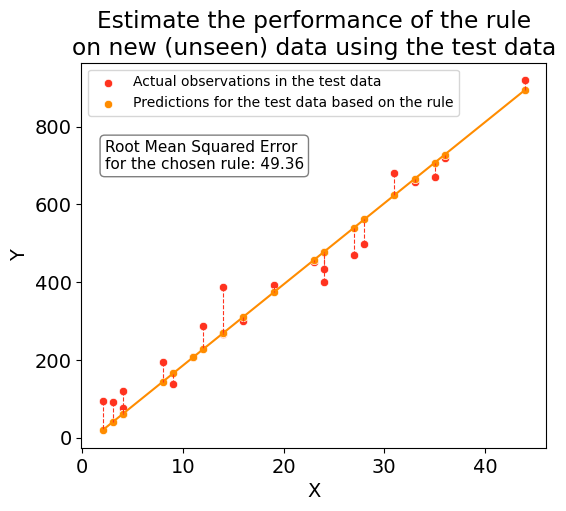 Estimate the performance of the rule
on new (unseen) data using the test data
Actual observations in the test data
Predictions for the test data based on the rule
Root Mean Squared Error
for the chosen rule: 49.36
800
600
400
200
0
Y
0 10 20 30 40
X